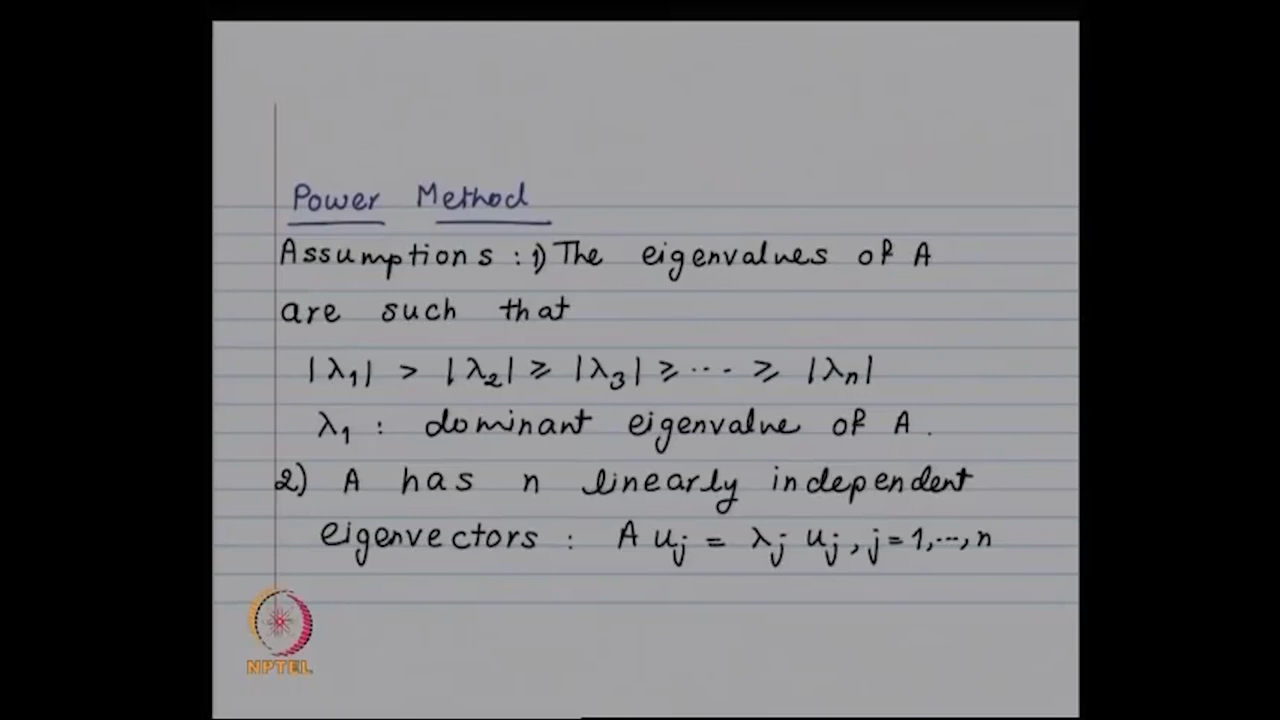 Power Method
Assumptions : 1) The eigenvalues of A
are such that
|λ₁| > |λ₂| ≥ |λ₃| ≥ ... ≥ |λₙ|
λ₁ : dominant eigenvalue of A.
2) A has n linearly independent
eigenvectors : A uⱼ = λⱼ uⱼ, j = 1, ..., n
NPTEL